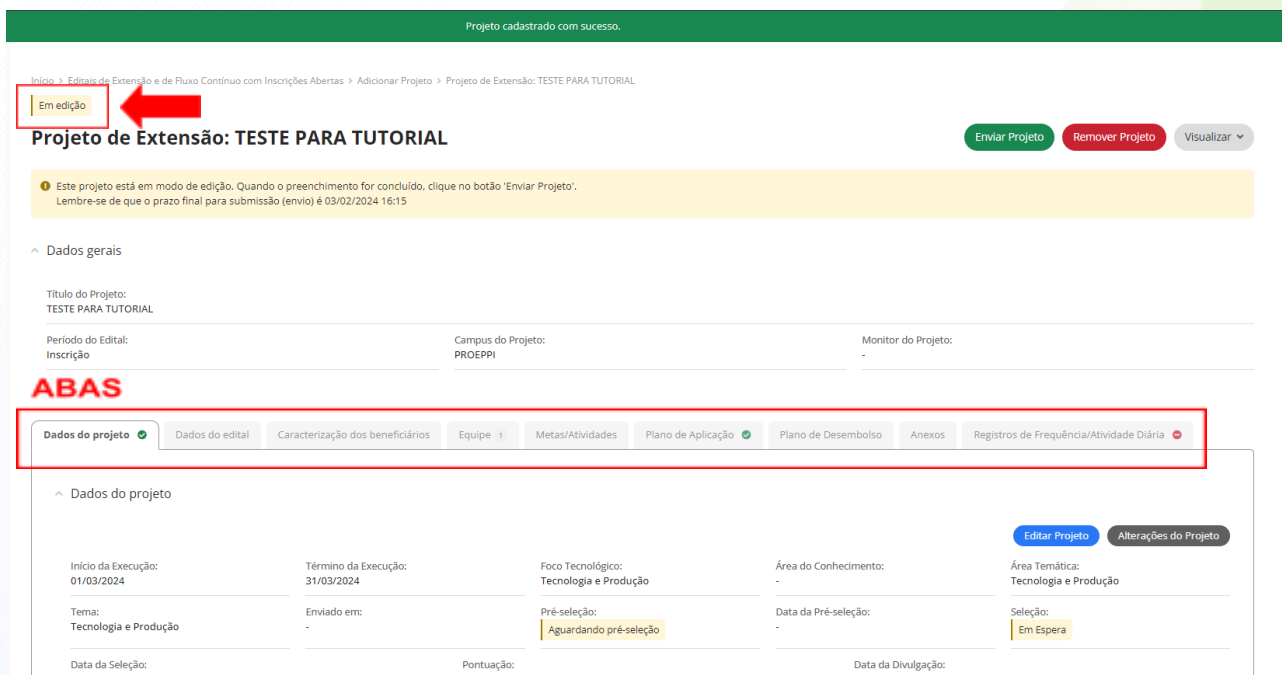 Projeto cadastrado com sucesso.
Início > Editais de Extensão e de Fluxo Contínuo com Inscrições Abertas > Adicionar Projeto > Projeto de Extensão: TESTE PARA TUTORIAL
Em edição
Projeto de Extensão: TESTE PARA TUTORIAL
Enviar Projeto
Remover Projeto
Visualizar
Este projeto está em modo de edição. Quando o preenchimento for concluído, clique no botão 'Enviar Projeto'.
Lembre-se de que o prazo final para submissão (envio) é 03/02/2024 16:15
Dados gerais
Título do Projeto:
TESTE PARA TUTORIAL
Período do Edital: Campus do Projeto: Monitor do Projeto:
Inscrição PROEPPI -
ABAS
Dados do projeto Dados do edital Caracterização dos beneficiários Equipe 1 Metas/Atividades Plano de Aplicação Plano de Desembolso Anexos Registros de Frequência/Atividade Diária
Dados do projeto
Editar Projeto Alterações do Projeto
Início da Execução: Término da Execução: Foco Tecnológico: Área do Conhecimento: Área Temática:
01/03/2024 31/03/2024 Tecnologia e Produção - Tecnologia e Produção
Tema: Enviado em: Pré-seleção: Data da Pré-seleção: Seleção:
Tecnologia e Produção - Aguardando pré-seleção - Em Espera
Data da Seleção: Pontuação: Data da Divulgação: